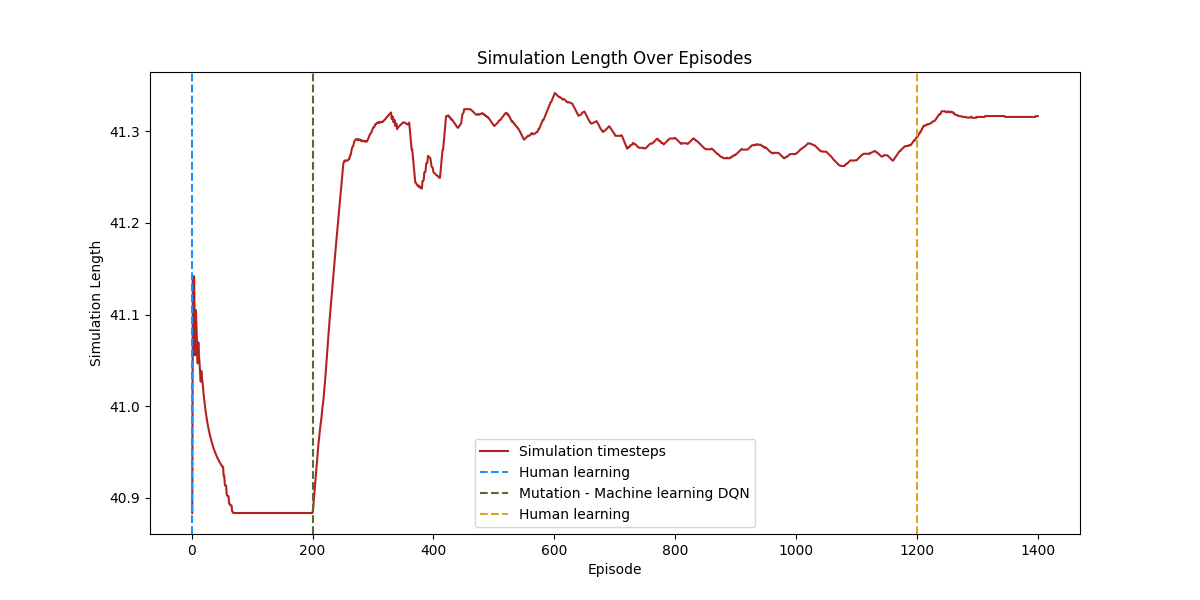 Simulation Length Over Episodes
Simulation Length
41.3
41.2
41.1
41.0
40.9
Simulation timesteps
Human learning
Mutation - Machine learning DQN
Human learning
0 200 400 600 800 1000 1200 1400
Episode